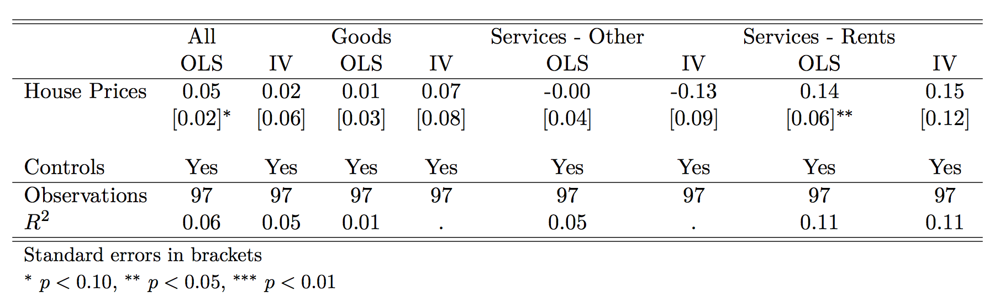 All Goods Services - Other Services - Rents
OLS IV OLS IV OLS IV OLS IV
House Prices 0.05 0.02 0.01 0.07 -0.00 -0.13 0.14 0.15
[0.02]* [0.06] [0.03] [0.08] [0.04] [0.09] [0.06]** [0.12]
Controls Yes Yes Yes Yes Yes Yes Yes Yes
Observations 97 97 97 97 97 97 97 97
R² 0.06 0.05 0.01 . 0.05 . 0.11 0.11
Standard errors in brackets
* p < 0.10, ** p < 0.05, *** p < 0.01